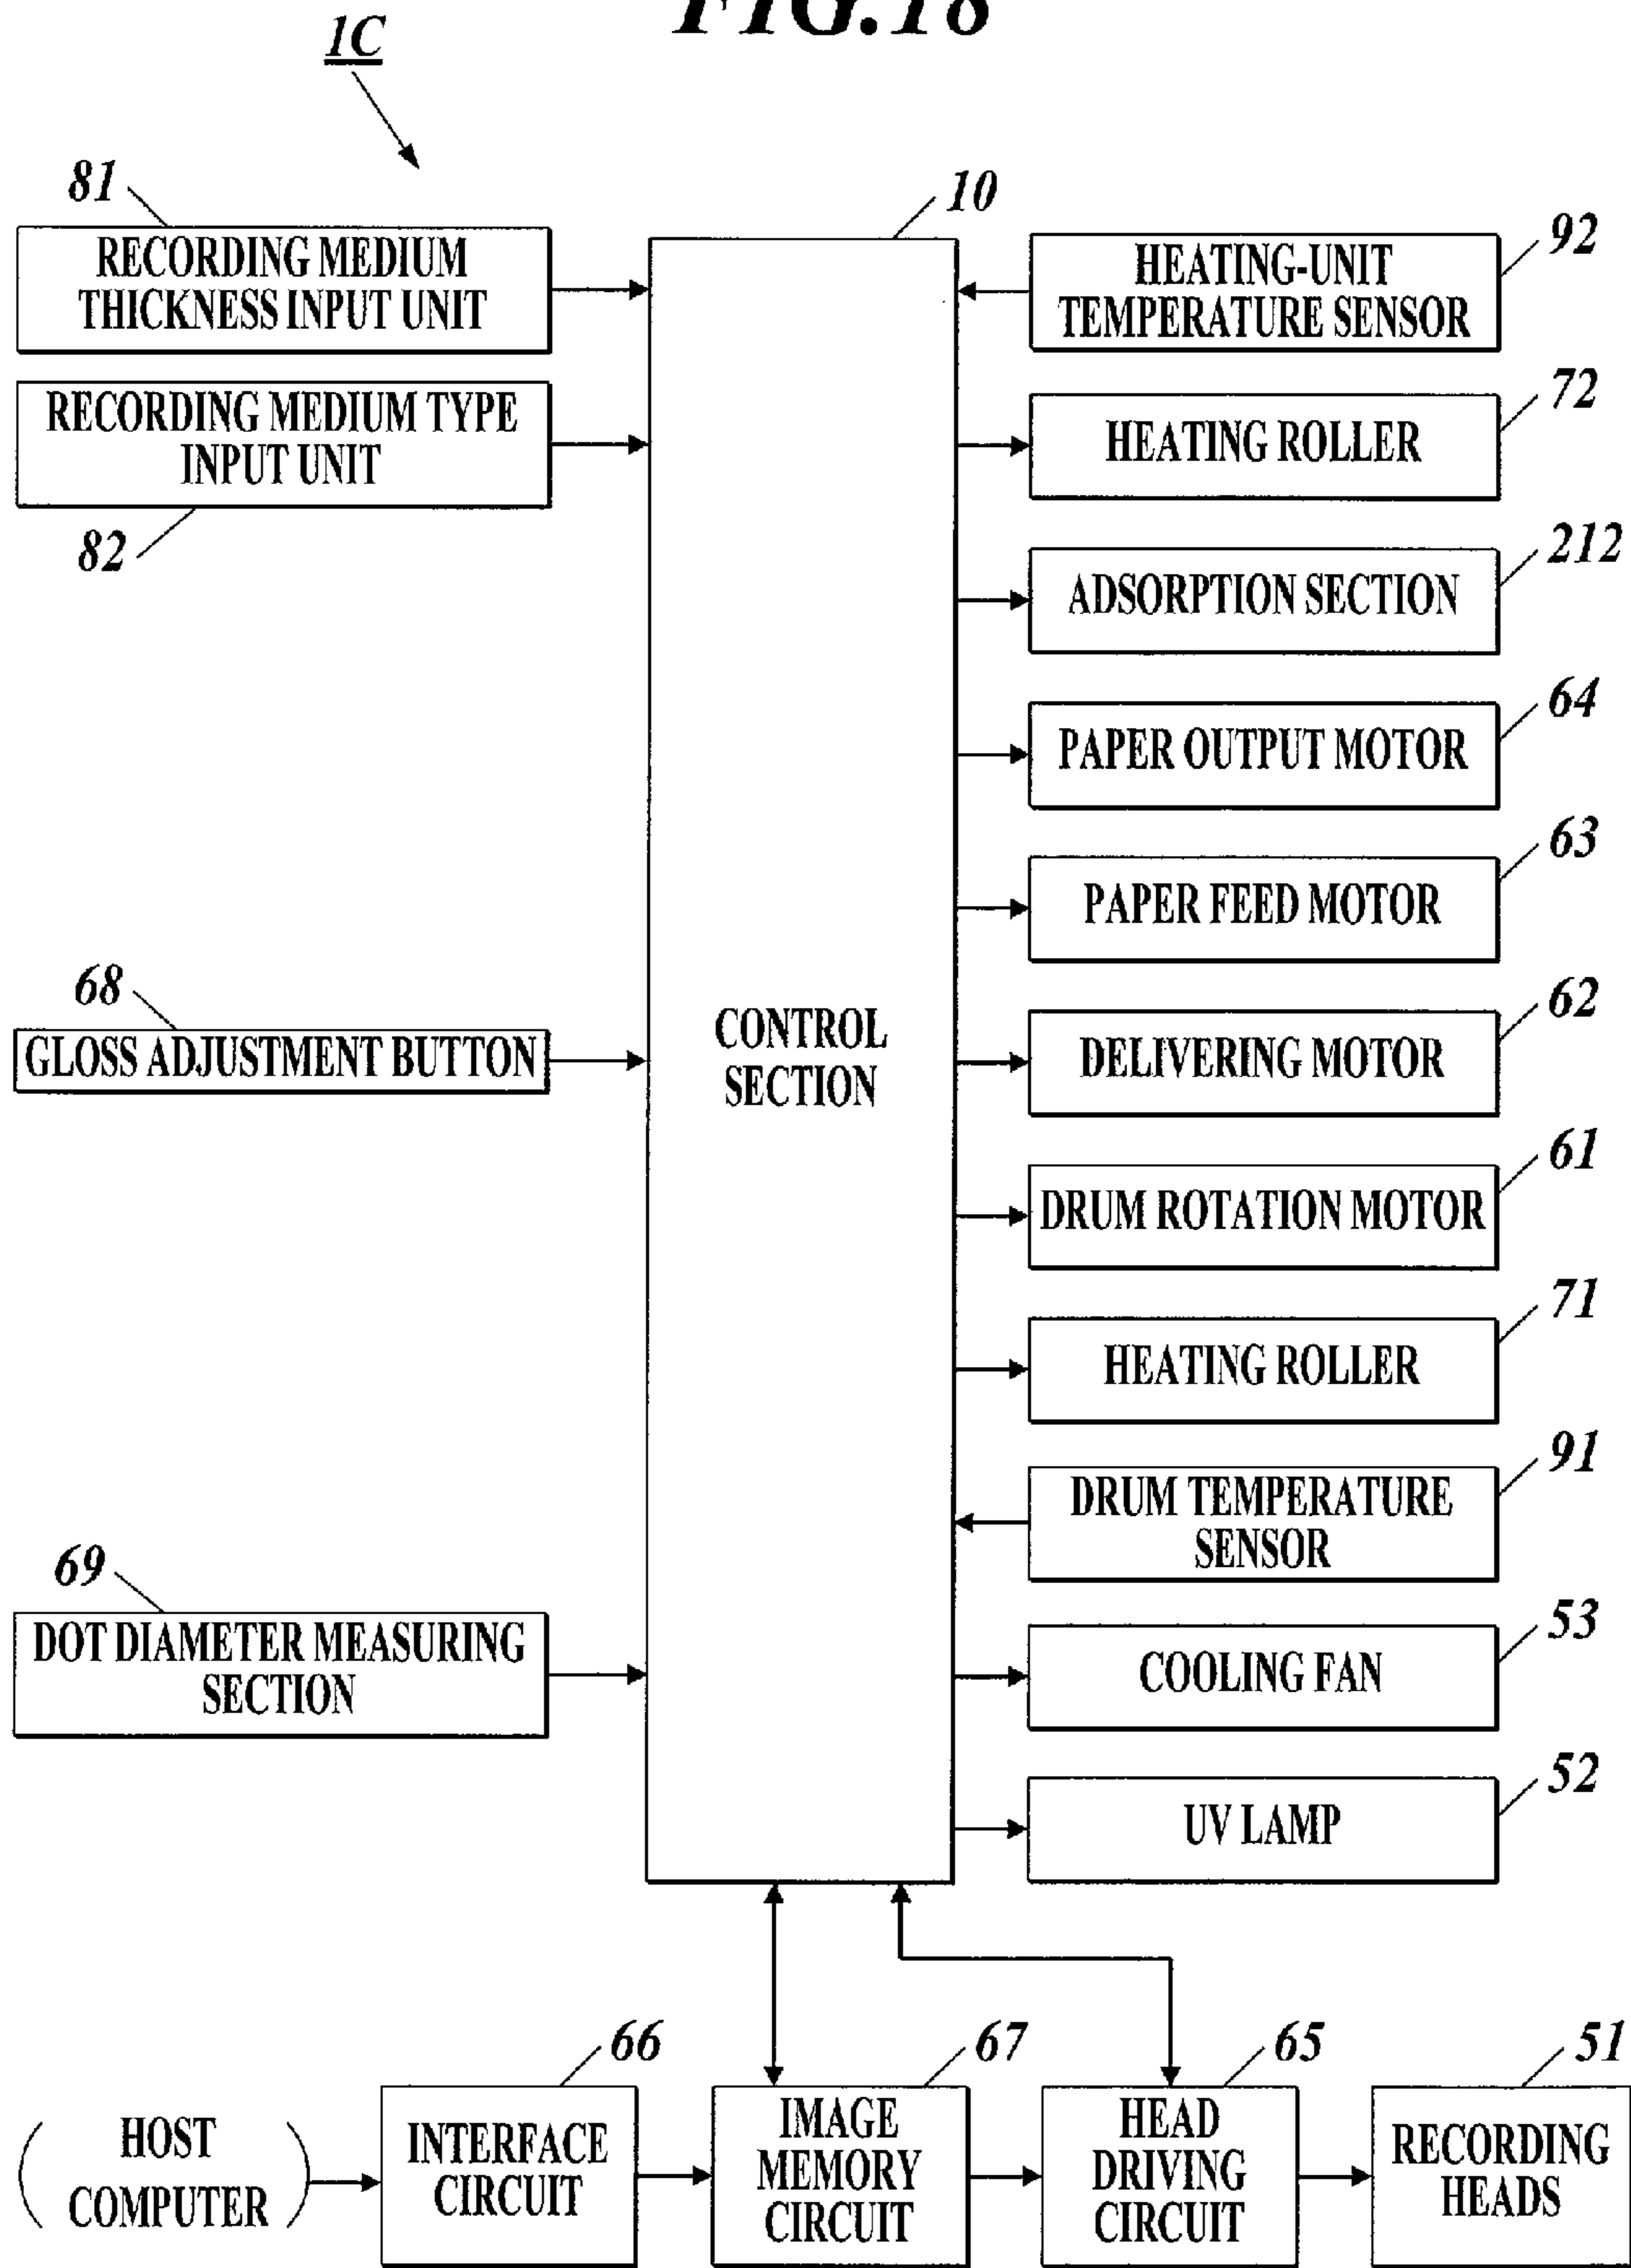 FIG.18
1C
81
RECORDING MEDIUM
THICKNESS INPUT UNIT
RECORDING MEDIUM TYPE
INPUT UNIT
82
68
GLOSS ADJUSTMENT BUTTON
69
DOT DIAMETER MEASURING
SECTION
10
CONTROL
SECTION
92
HEATING-UNIT
TEMPERATURE SENSOR
72
HEATING ROLLER
212
ADSORPTION SECTION
64
PAPER OUTPUT MOTOR
63
PAPER FEED MOTOR
62
DELIVERING MOTOR
61
DRUM ROTATION MOTOR
71
HEATING ROLLER
91
DRUM TEMPERATURE
SENSOR
53
COOLING FAN
52
UV LAMP
(HOST
COMPUTER)
66
INTERFACE
CIRCUIT
67
IMAGE
MEMORY
CIRCUIT
65
HEAD
DRIVING
CIRCUIT
51
RECORDING
HEADS